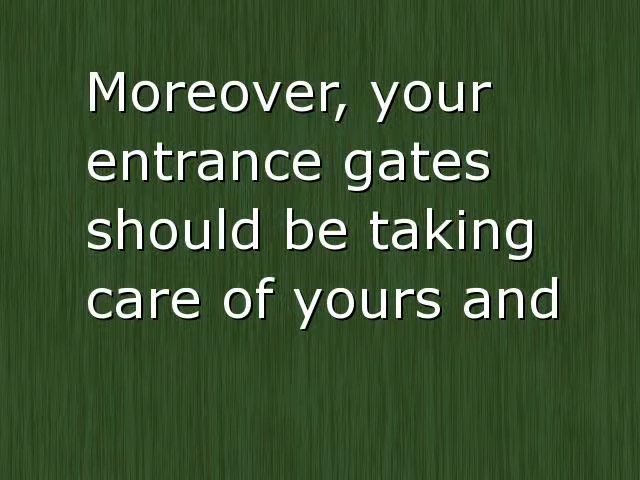 Moreover, your
entrance gates
should be taking
care of yours and